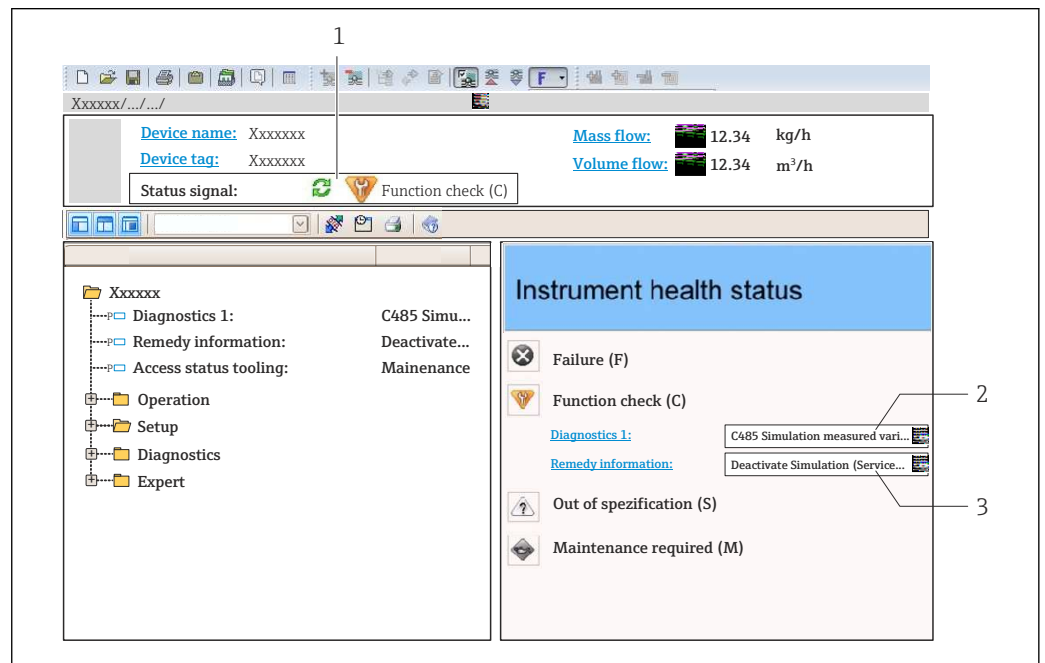 1
F
Xxxxxx/.../.../
Device name: Xxxxxxx
Mass flow: 12.34 kg/h
Device tag: Xxxxxxx
Volume flow: 12.34 m³/h
Status signal: Function check (C)
Xxxxxx
P Diagnostics 1: C485 Simu...
P Remedy information: Deactivate...
P Access status tooling: Mainenance
Operation
Setup
Diagnostics
Expert
Instrument health status
Failure (F)
Function check (C)
2
Diagnostics 1: C485 Simulation measured vari...
Remedy information: Deactivate Simulation (Service...
Out of spezification (S)
3
Maintenance required (M)